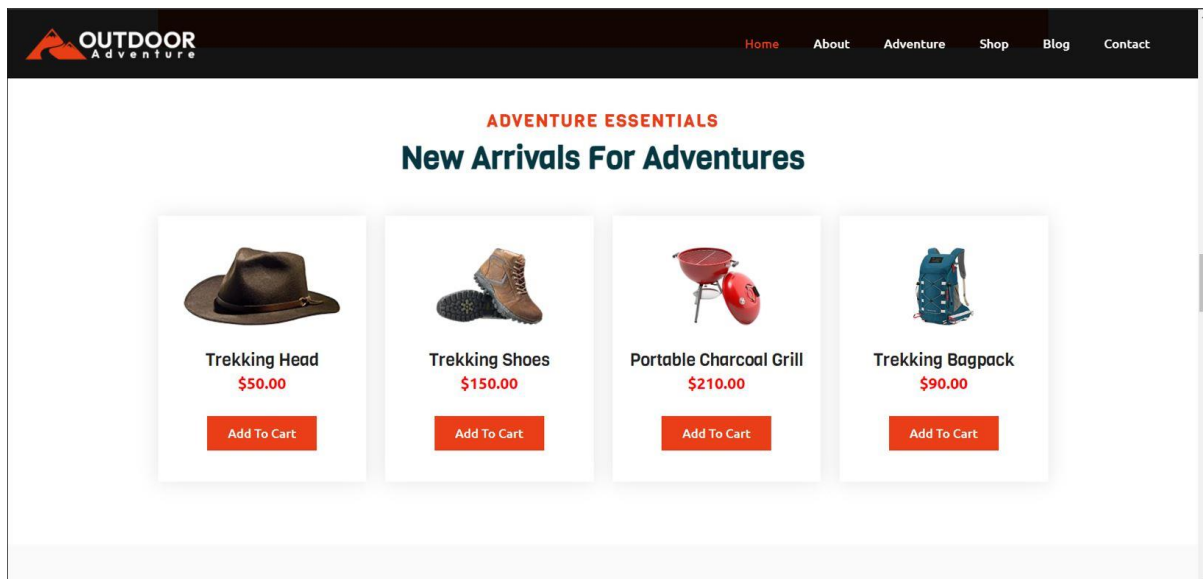 OUTDOOR
Adventure
Home About Adventure Shop Blog Contact
ADVENTURE ESSENTIALS
New Arrivals For Adventures
Trekking Head
$50.00
Add To Cart
Trekking Shoes
$150.00
Add To Cart
Portable Charcoal Grill
$210.00
Add To Cart
Trekking Bagpack
$90.00
Add To Cart